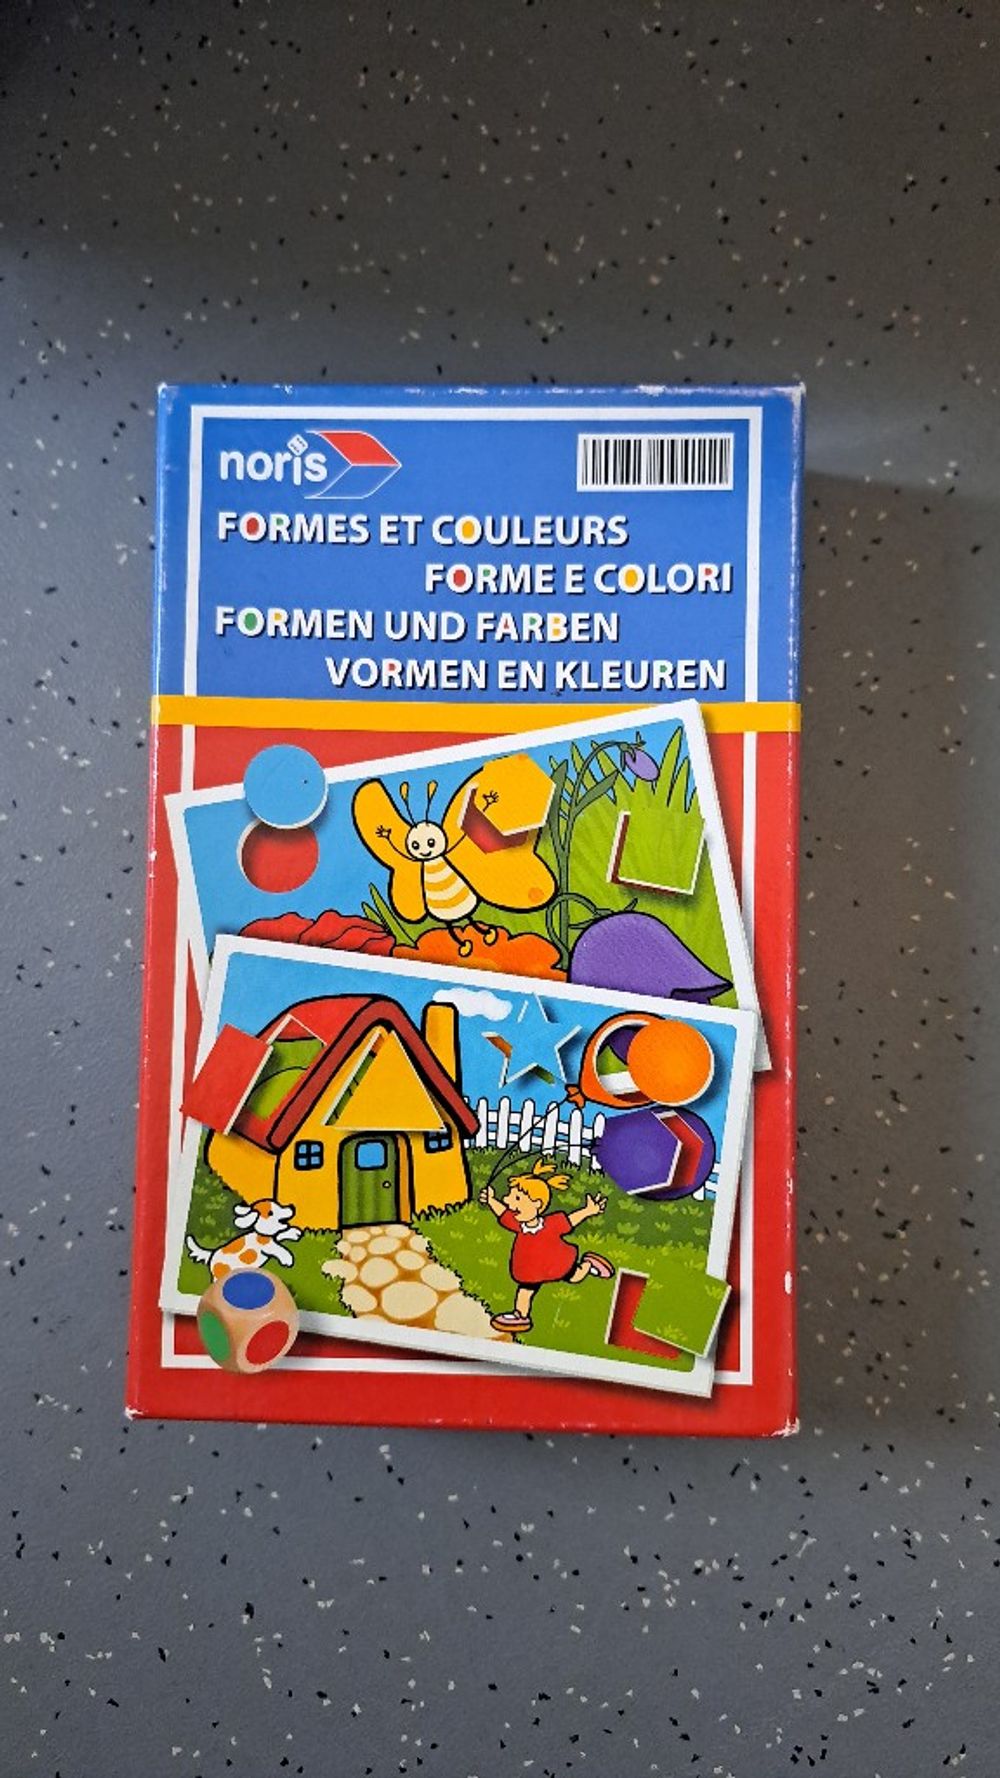 noris
FORMES ET COULEURS
FORME E COLORI
FORMEN UND FARBEN
VORMEN EN KLEUREN